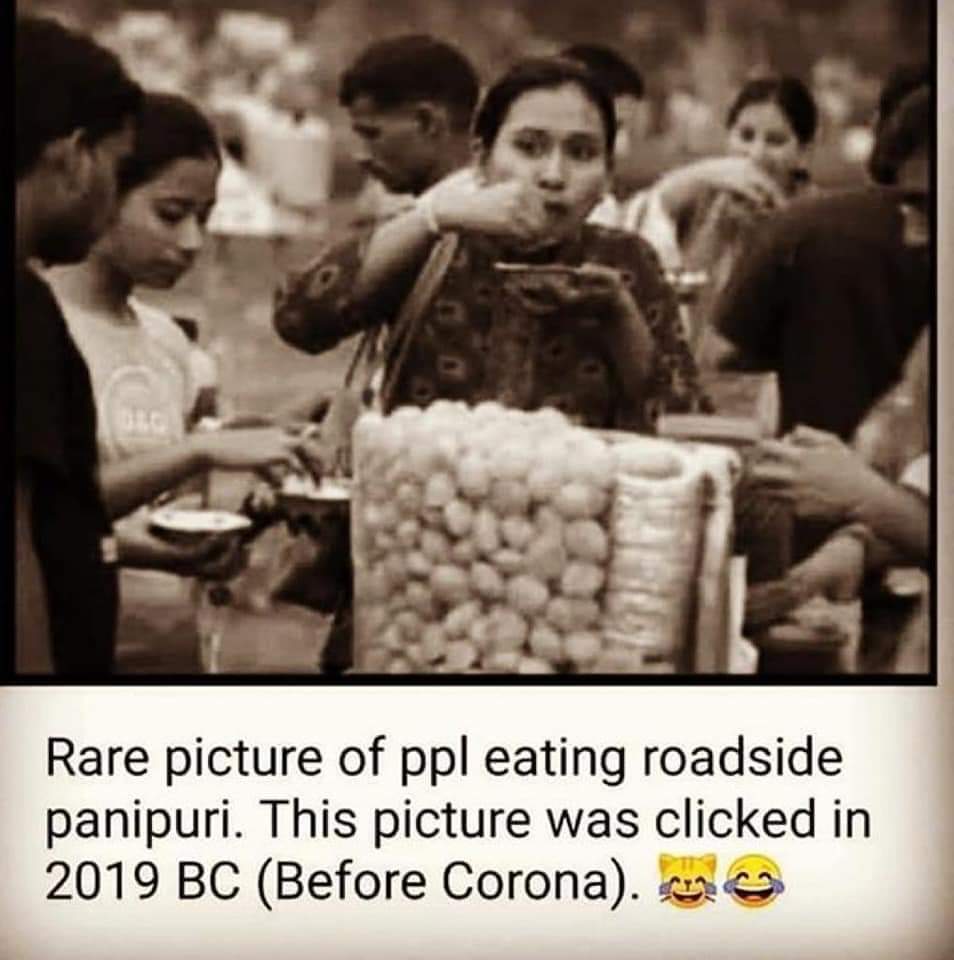 D&G
Rare picture of ppl eating roadside
panipuri. This picture was clicked in
2019 BC (Before Corona). 😹😂